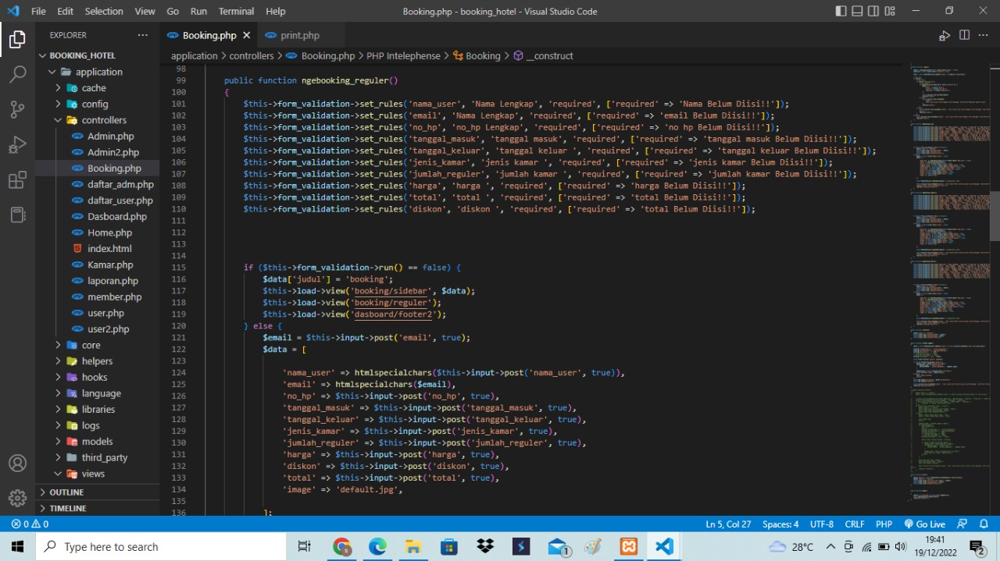 File Edit Selection View Go Run Terminal Help Booking.php - booking_hotel - Visual Studio Code
EXPLORER
Booking.php
print.php
BOOKING_HOTEL
application > controllers > Booking.php > PHP Intelephense > Booking > __construct
application
cache
config
controllers
Admin.php
Admin2.php
Booking.php
daftar_adm.php
dater_user.php
Dasboard.php
Home.php
index.html
Kamar.php
laporan.php
member.php
user.php
user2.php
core
helpers
hooks
language
libraries
logs
models
third_party
views
OUTLINE
TIMELINE
98
99 public function
100 {
101 $this->form_validation->set_rules('nama_user', 'Nama Lengkap', 'required', ['required' => 'Nama Belum Diisi!!']);
102 $this->form_validation->set_rules('email', 'Nama Lengkap', 'required', ['required' => 'email Belum Diisi!!']);
103 $this->form_validation->set_rules('no_hp', 'no_hp Lengkap', 'required', ['required' => 'no hp Belum Diisi!!']);
104 $this->form_validation->set_rules('tanggal_masuk', 'tanggal masuk', 'required', ['required' => 'tanggal masuk Belum Diisi!!']);
105 $this->form_validation->set_rules('tanggal_keluar', 'tanggal keluar ', 'required', ['required' => 'tanggal keluar Belum Diisi!!']);
106 $this->form_validation->set_rules('jenis_kamar', 'jenis kamar ', 'required', ['required' => 'jenis kamar Belum Diisi!!']);
107 $this->form_validation->set_rules('jumlah_reguler', 'jumlah kamar ', 'required', ['required' => 'jumlah kamar Belum Diisi!!']);
108 $this->form_validation->set_rules('harga', 'harga ', 'required', ['required' => 'harga Belum Diisi!!']);
109 $this->form_validation->set_rules('total', 'total ', 'required', ['required' => 'total Belum Diisi!!']);
110 $this->form_validation->set_rules('diskon', 'diskon ', 'required', ['required' => 'total Belum Diisi!!']);
111
112
113
114
115 if ($this->form_validation->run() == false) {
116 $data['judul'] = 'booking';
117 $this->load->view('booking/sidebar', $data);
118 $this->load->view('booking/reguler');
119 $this->load->view('dasboard/footer2');
120 } else {
121 $email = $this->input->post('email', true);
122 $data = [
123
124 'nama_user' => htmlspecialchars($this->input->post('nama_user', true)),
125 'email' => htmlspecialchars($email),
126 'no_hp' => $this->input->post('no_hp', true),
127 'tanggal_masuk' => $this->input->post('tanggal_masuk', true),
128 'tanggal_keluar' => $this->input->post('tanggal_keluar', true),
129 'jenis_kamar' => $this->input->post('jenis_kamar', true),
130 'jumlah_reguler' => $this->input->post('jumlah_reguler', true),
131 'harga' => $this->input->post('harga', true),
132 'diskon' => $this->input->post('diskon', true),
133 'total' => $this->input->post('total', true),
134 'image' => 'default.jpg',
135
136 ];
0 0 Ln 5, Col 27 Spaces: 4 UTF-8 CRLF PHP Go Live
Type here to search
1
28°C
19:41
19/12/2022
2